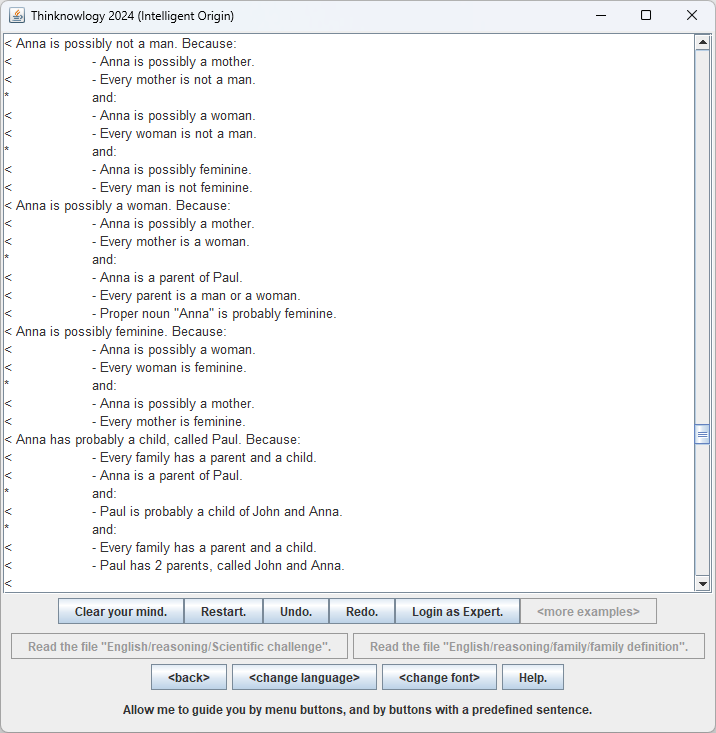 Thinknowlogy 2024 (Intelligent Origin)
< Anna is possibly not a man. Because:
< - Anna is possibly a mother.
< - Every mother is not a man.
* and:
< - Anna is possibly a woman.
< - Every woman is not a man.
* and:
< - Anna is possibly feminine.
< - Every man is not feminine.
< Anna is possibly a woman. Because:
< - Anna is possibly a mother.
< - Every mother is a woman.
* and:
< - Anna is a parent of Paul.
< - Every parent is a man or a woman.
< - Proper noun "Anna" is probably feminine.
< Anna is possibly feminine. Because:
< - Anna is possibly a woman.
< - Every woman is feminine.
* and:
< - Anna is possibly a mother.
< - Every mother is feminine.
< Anna has probably a child, called Paul. Because:
< - Every family has a parent and a child.
< - Anna is a parent of Paul.
* and:
< - Paul is probably a child of John and Anna.
* and:
< - Every family has a parent and a child.
< - Paul has 2 parents, called John and Anna.
<
Clear your mind. Restart. Undo. Redo. Login as Expert. <more examples>
Read the file "English/reasoning/Scientific challenge". Read the file "English/reasoning/family/family definition".
<back> <change language> <change font> Help.
Allow me to guide you by menu buttons, and by buttons with a predefined sentence.